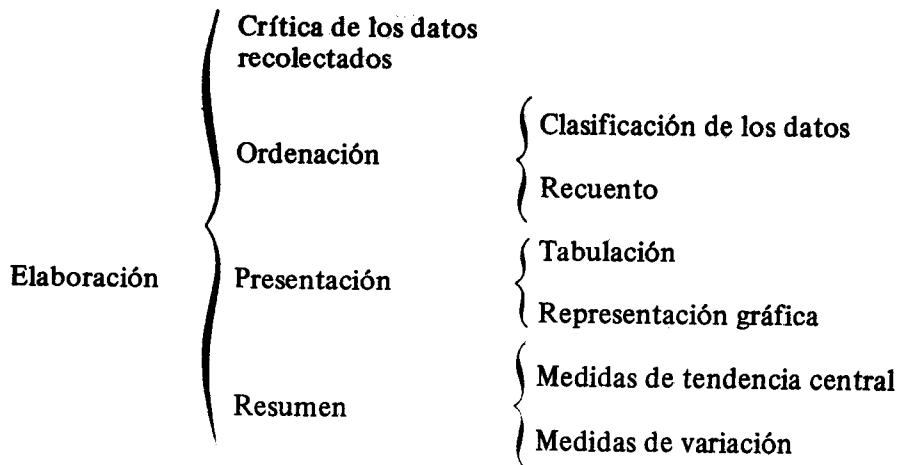 Elaboración
Crítica de los datos
recolectados
Ordenación
Clasificación de los datos
Recuento
Presentación
Tabulación
Representación gráfica
Resumen
Medidas de tendencia central
Medidas de variación